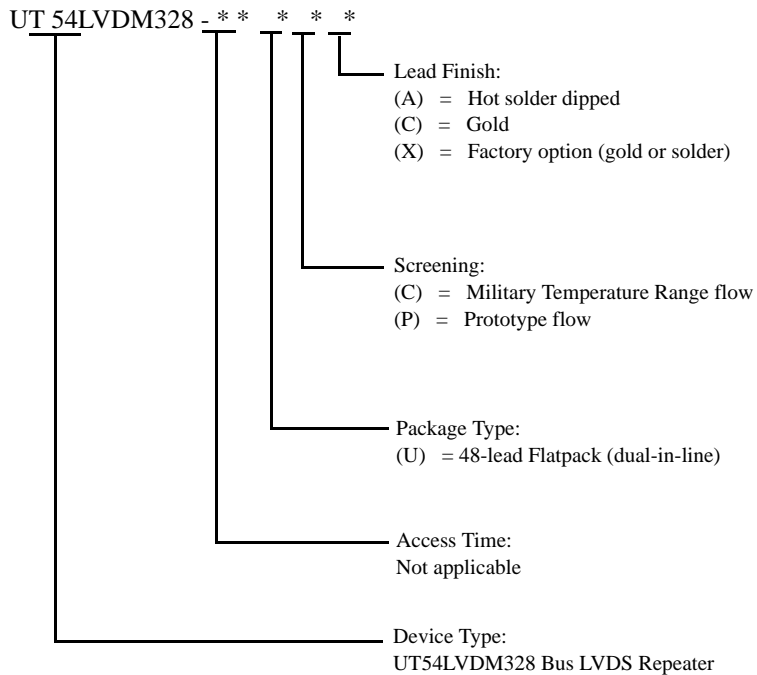 UT 54LVDM328 - * * * * *
Lead Finish:
(A) = Hot solder dipped
(C) = Gold
(X) = Factory option (gold or solder)
Screening:
(C) = Military Temperature Range flow
(P) = Prototype flow
Package Type:
(U) = 48-lead Flatpack (dual-in-line)
Access Time:
Not applicable
Device Type:
UT54LVDM328 Bus LVDS Repeater